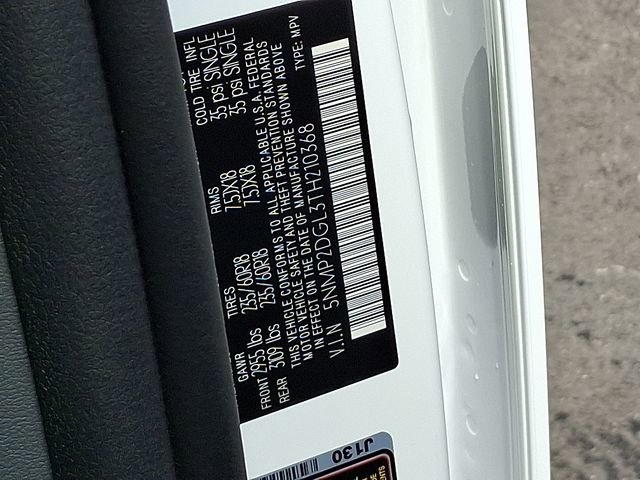 GAWR TIRES RIMS COLD TIRE INFL
FRONT 2955 lbs 235/60R18 7.5JX18 35 psi SINGLE
REAR 3109 lbs 235/60R18 7.5JX18 35 psi SINGLE
THIS VEHICLE CONFORMS TO ALL APPLICABLE U.S.A. FEDERAL
MOTOR VEHICLE SAFETY AND THEFT PREVENTION STANDARDS
IN EFFECT ON THE DATE OF MANUFACTURE SHOWN ABOVE
V.I.N 5NMP2DGL3TH210368 TYPE: MPV
J130